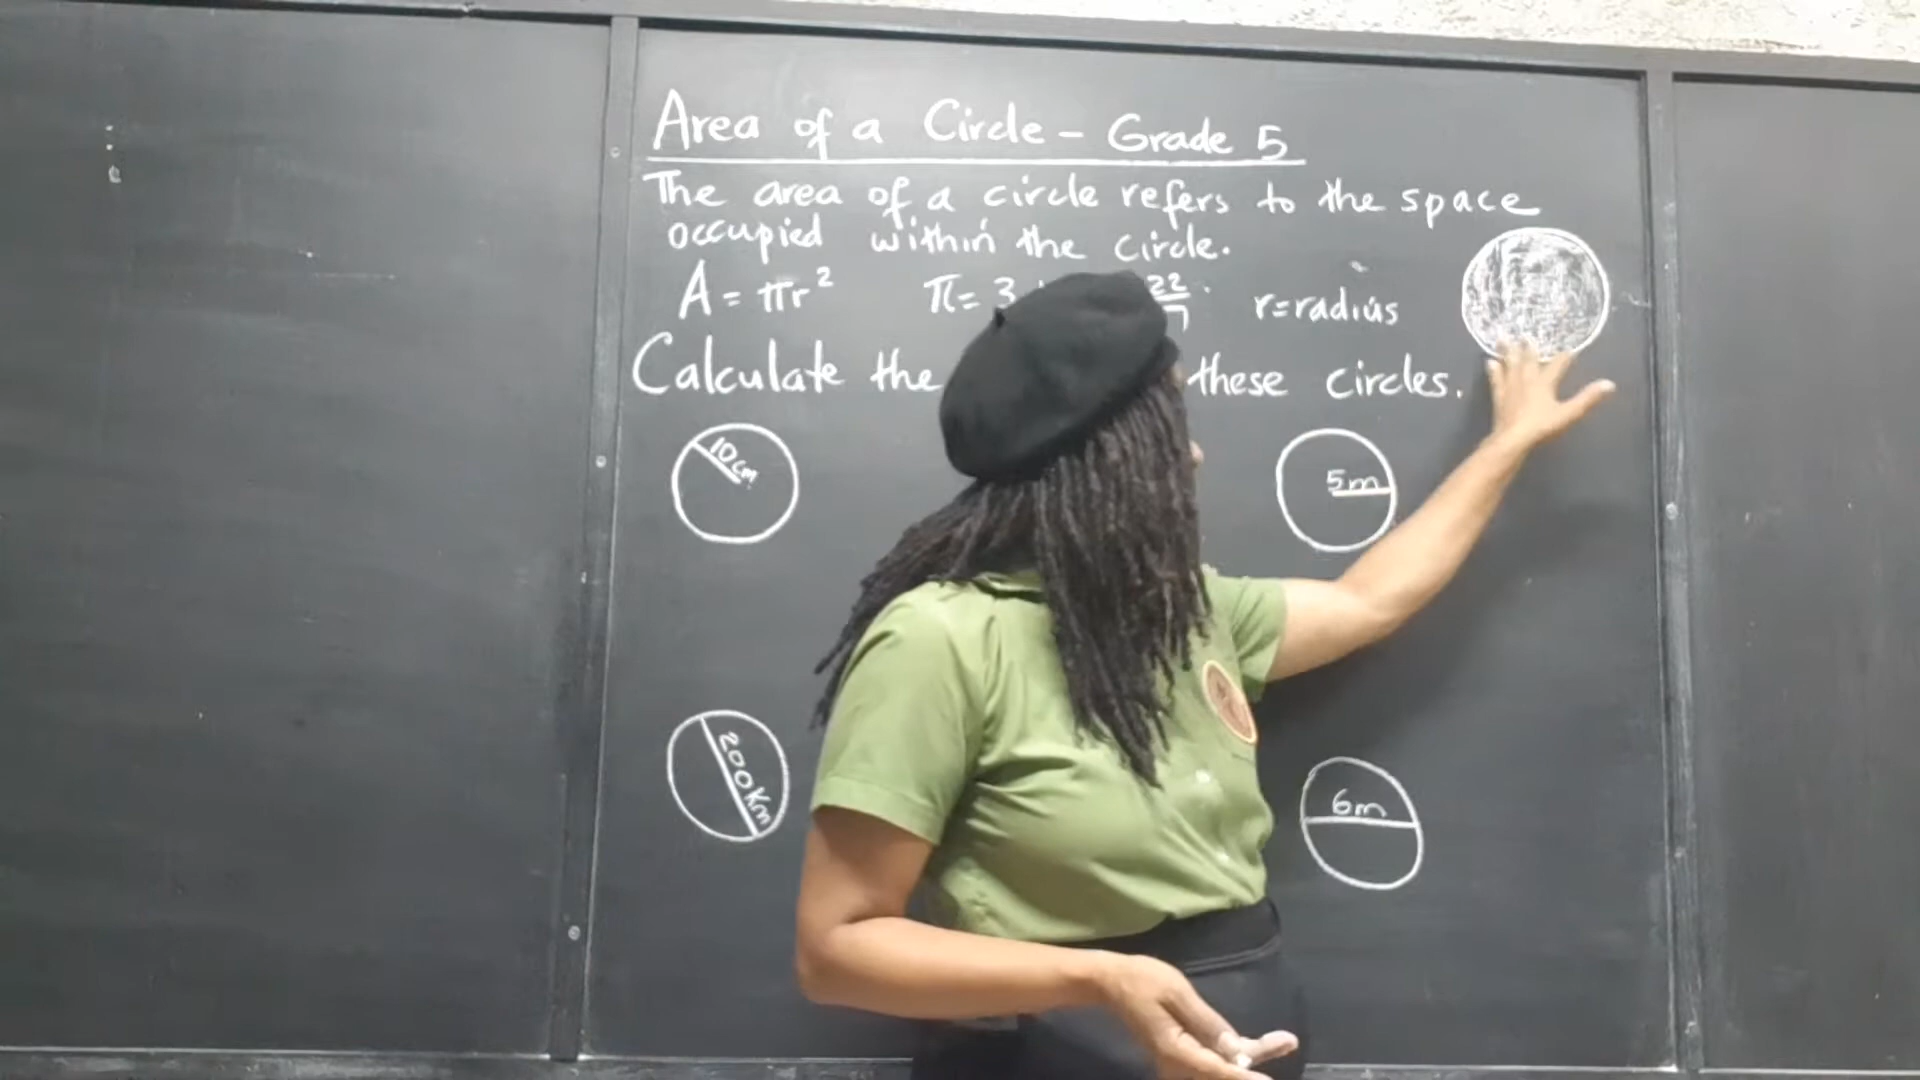 Area of a Circle - Grade 5
The area of a circle refers to the space
occupied within the circle.
A = πr² π = 3 22 r=radius
Calculate the these circles.
10cm
5m
200Km
6m